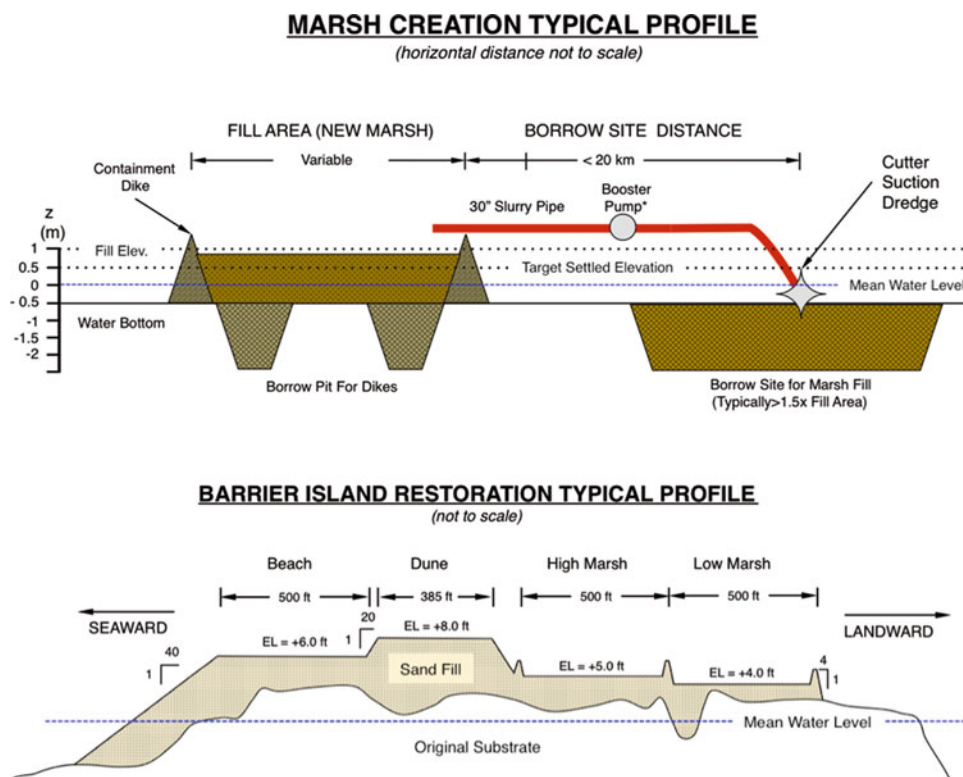 MARSH CREATION TYPICAL PROFILE
(horizontal distance not to scale)
FILL AREA (NEW MARSH)
BORROW SITE DISTANCE
Variable
< 20 km
Containment
Dike
Cutter
Suction
Dredge
Booster
Pump*
30" Slurry Pipe
z
(m)
1
0.5
0
- 0.5
-1
-1.5
-2
Fill Elev.
Target Settled Elevation
Mean Water Level
Water Bottom
Borrow Pit For Dikes
Borrow Site for Marsh Fill
(Typically>1.5x Fill Area)
BARRIER ISLAND RESTORATION TYPICAL PROFILE
(not to scale)
Beach
Dune
High Marsh
Low Marsh
500 ft
385 ft
500 ft
500 ft
SEAWARD
LANDWARD
40
1
EL = +6.0 ft
20
1
EL = +8.0 ft
EL = +5.0 ft
EL = +4.0 ft
4
1
Sand Fill
Mean Water Level
Original Substrate